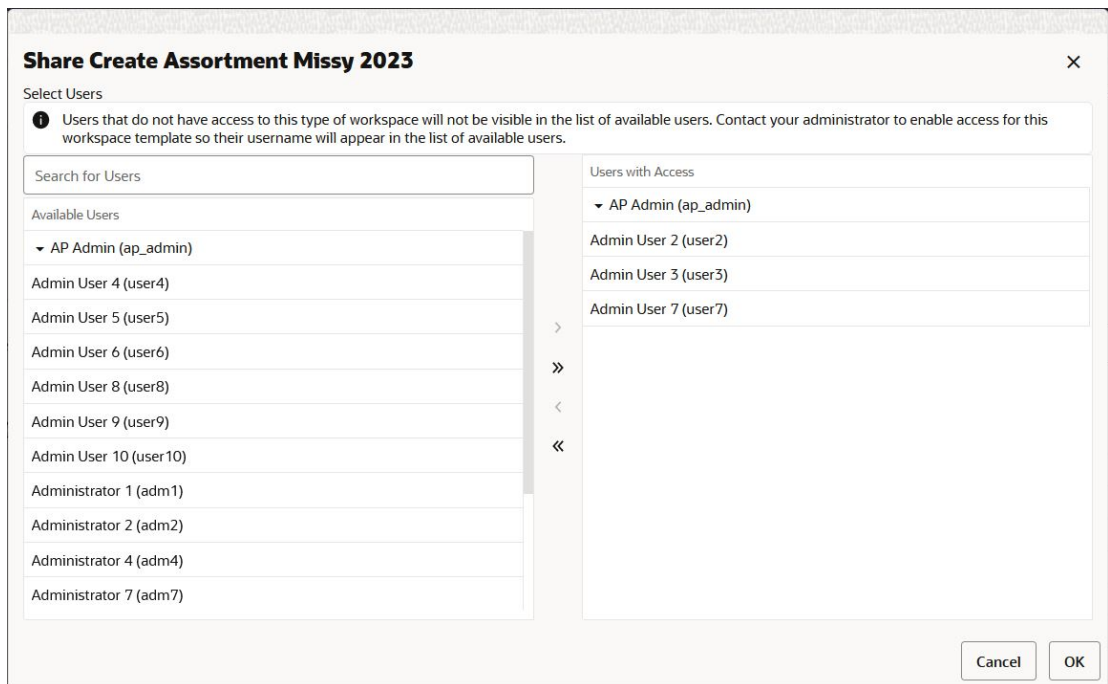 Share Create Assortment Missy 2023
Select Users
Users that do not have access to this type of workspace will not be visible in the list of available users. Contact your administrator to enable access for this
workspace template so their username will appear in the list of available users.
Search for Users
Available Users
AP Admin (ap_admin)
Admin User 4 (user4)
Admin User 5 (user5)
Admin User 6 (user6)
Admin User 8 (user8)
Admin User 9 (user9)
Admin User 10 (user10)
Administrator 1 (adm1)
Administrator 2 (adm2)
Administrator 4 (adm4)
Administrator 7 (adm7)
Users with Access
AP Admin (ap_admin)
Admin User 2 (user2)
Admin User 3 (user3)
Admin User 7 (user7)
Cancel
OK